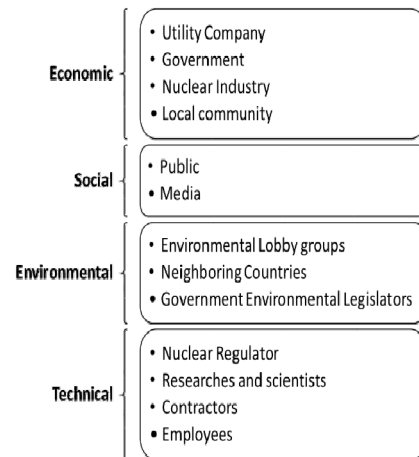 Economic
• Utility Company
• Government
• Nuclear Industry
• Local community
Social
• Public
• Media
Environmental
• Environmental Lobby groups
• Neighboring Countries
• Government Environmental Legislators
Technical
• Nuclear Regulator
• Researches and scientists
• Contractors
• Employees